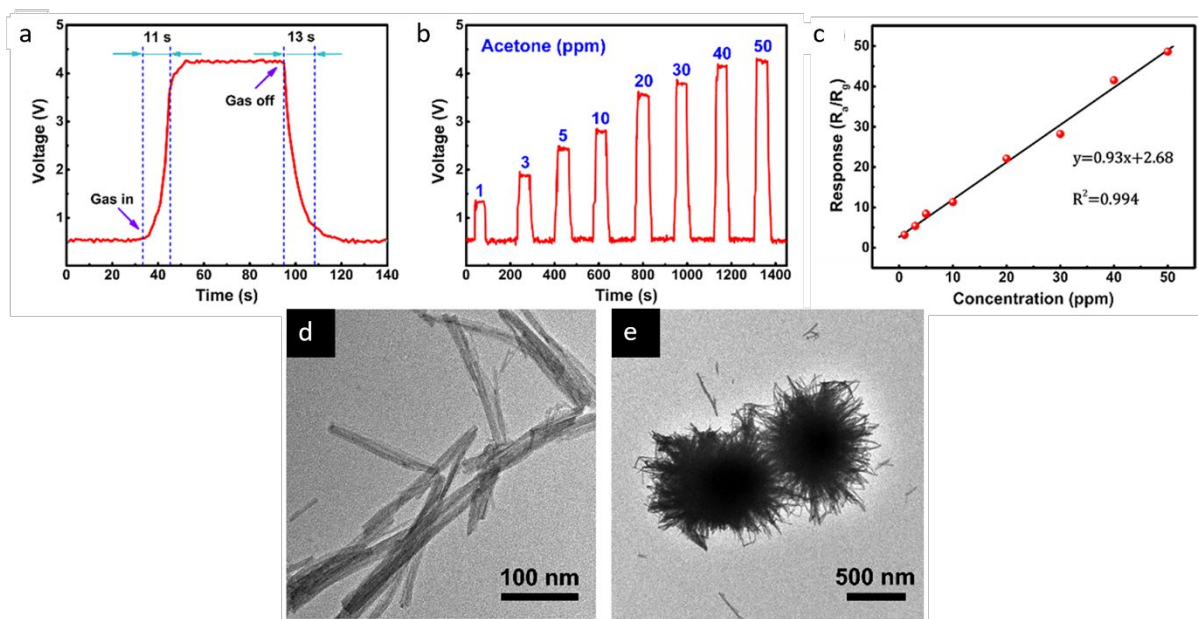 a
11 s
13 s
Gas in
Gas off
Voltage (V)
5
4
3
2
1
0 20 40 60 80 100 120 140
Time (s)
b
Acetone (ppm)
1
3
5
10
20
30
40
50
Voltage (V)
5
4
3
2
1
0 200 400 600 800 1000 1200 1400
Time (s)
c
Response (Ra/Rg)
50
40
30
20
10
0
y=0.93x+2.68
R²=0.994
0 10 20 30 40 50
Concentration (ppm)
d
100 nm
e
500 nm